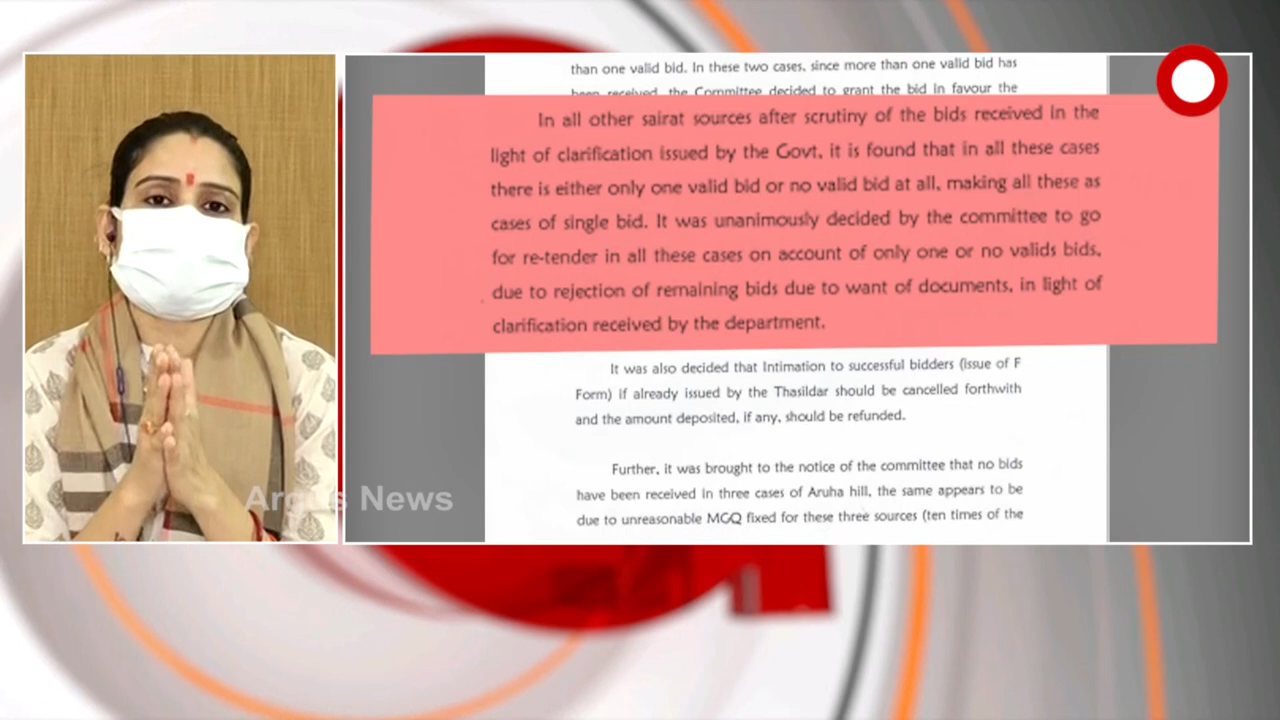 than one valid bid. In these two cases, since more than one valid bid has
been received, the Committee decided to grant the bid in favour the
In all other sairat sources after scrutiny of the bids received in the
light of clarification issued by the Govt. it is found that in all these cases
there is either only one valid bid or no valid bid at all, making all these as
cases of single bid. It was unanimously decided by the committee to go
for re-tender in all these cases on account of only one or no valids bids,
due to rejection of remaining bids due to want of documents, in light of
clarification received by the department.
It was also decided that Intimation to successful bidders (issue of F
Form) if already issued by the Thasildar should be cancelled forthwith
and the amount deposited, if any, should be refunded.
Further, it was brought to the notice of the committee that no bids
have been received in three cases of Aruha hill, the same appears to be
due to unreasonable MGQ fixed for these three sources (ten times of the
Argus News